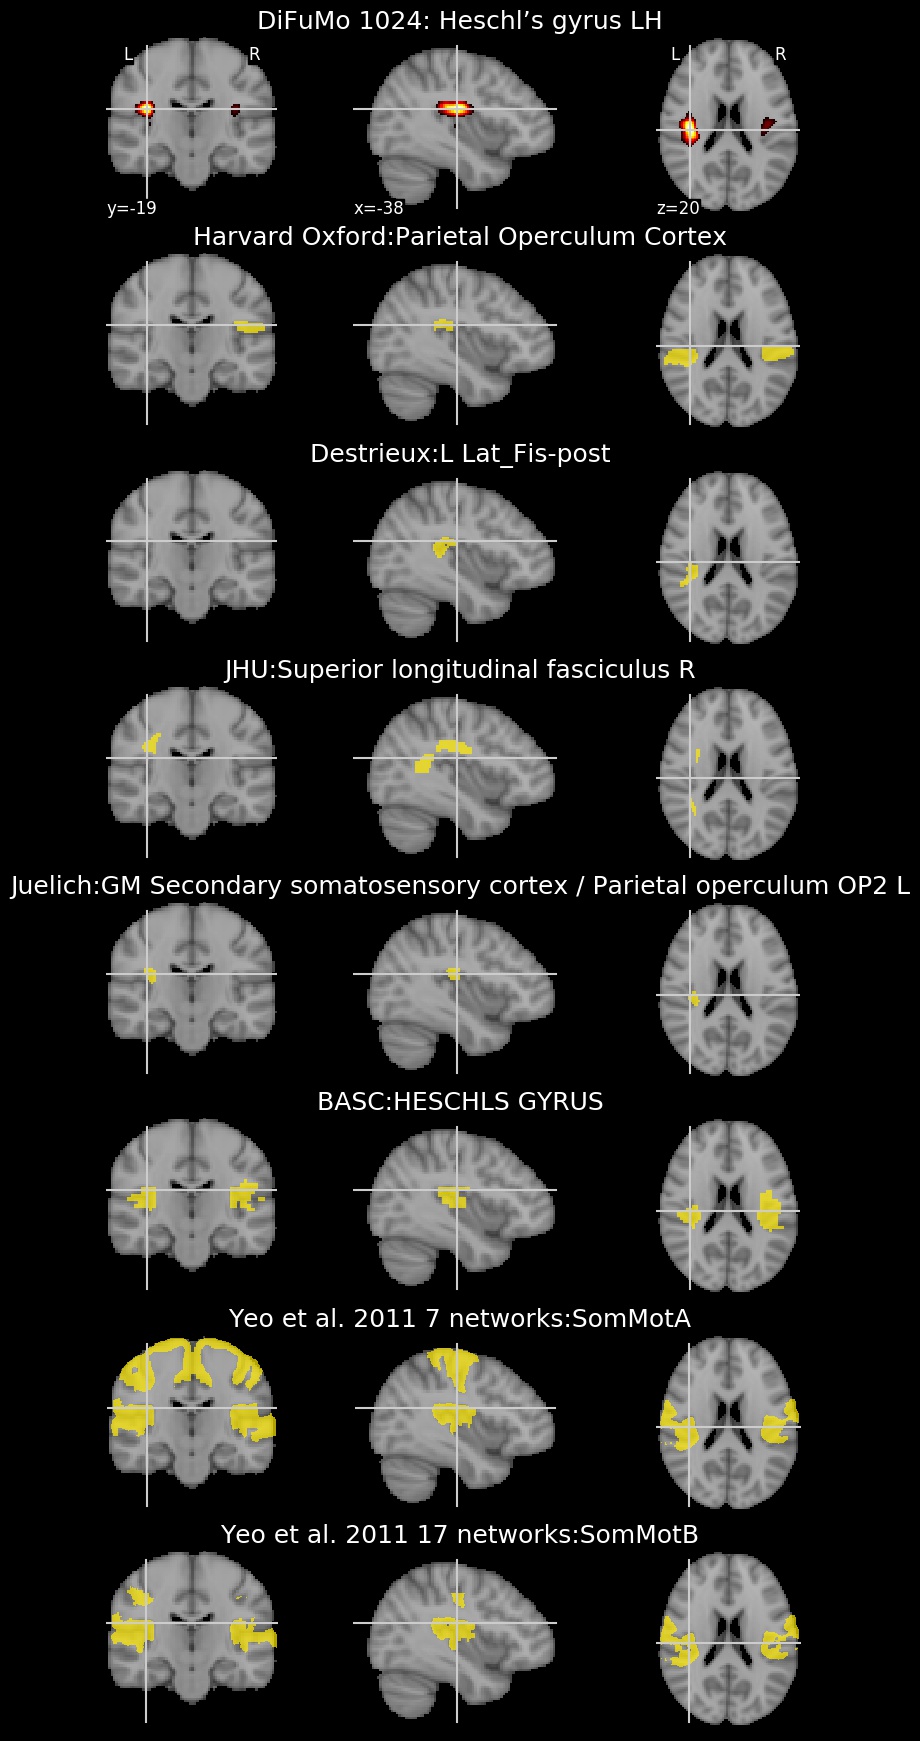 DiFuMo 1024: Heschl’s gyrus LH
L R L R
y=-19 x=-38 z=20
Harvard Oxford:Parietal Operculum Cortex
Destrieux:L Lat_Fis-post
JHU:Superior longitudinal fasciculus R
Juelich:GM Secondary somatosensory cortex / Parietal operculum OP2 L
BASC:HESCHLS GYRUS
Yeo et al. 2011 7 networks:SomMotA
Yeo et al. 2011 17 networks:SomMotB